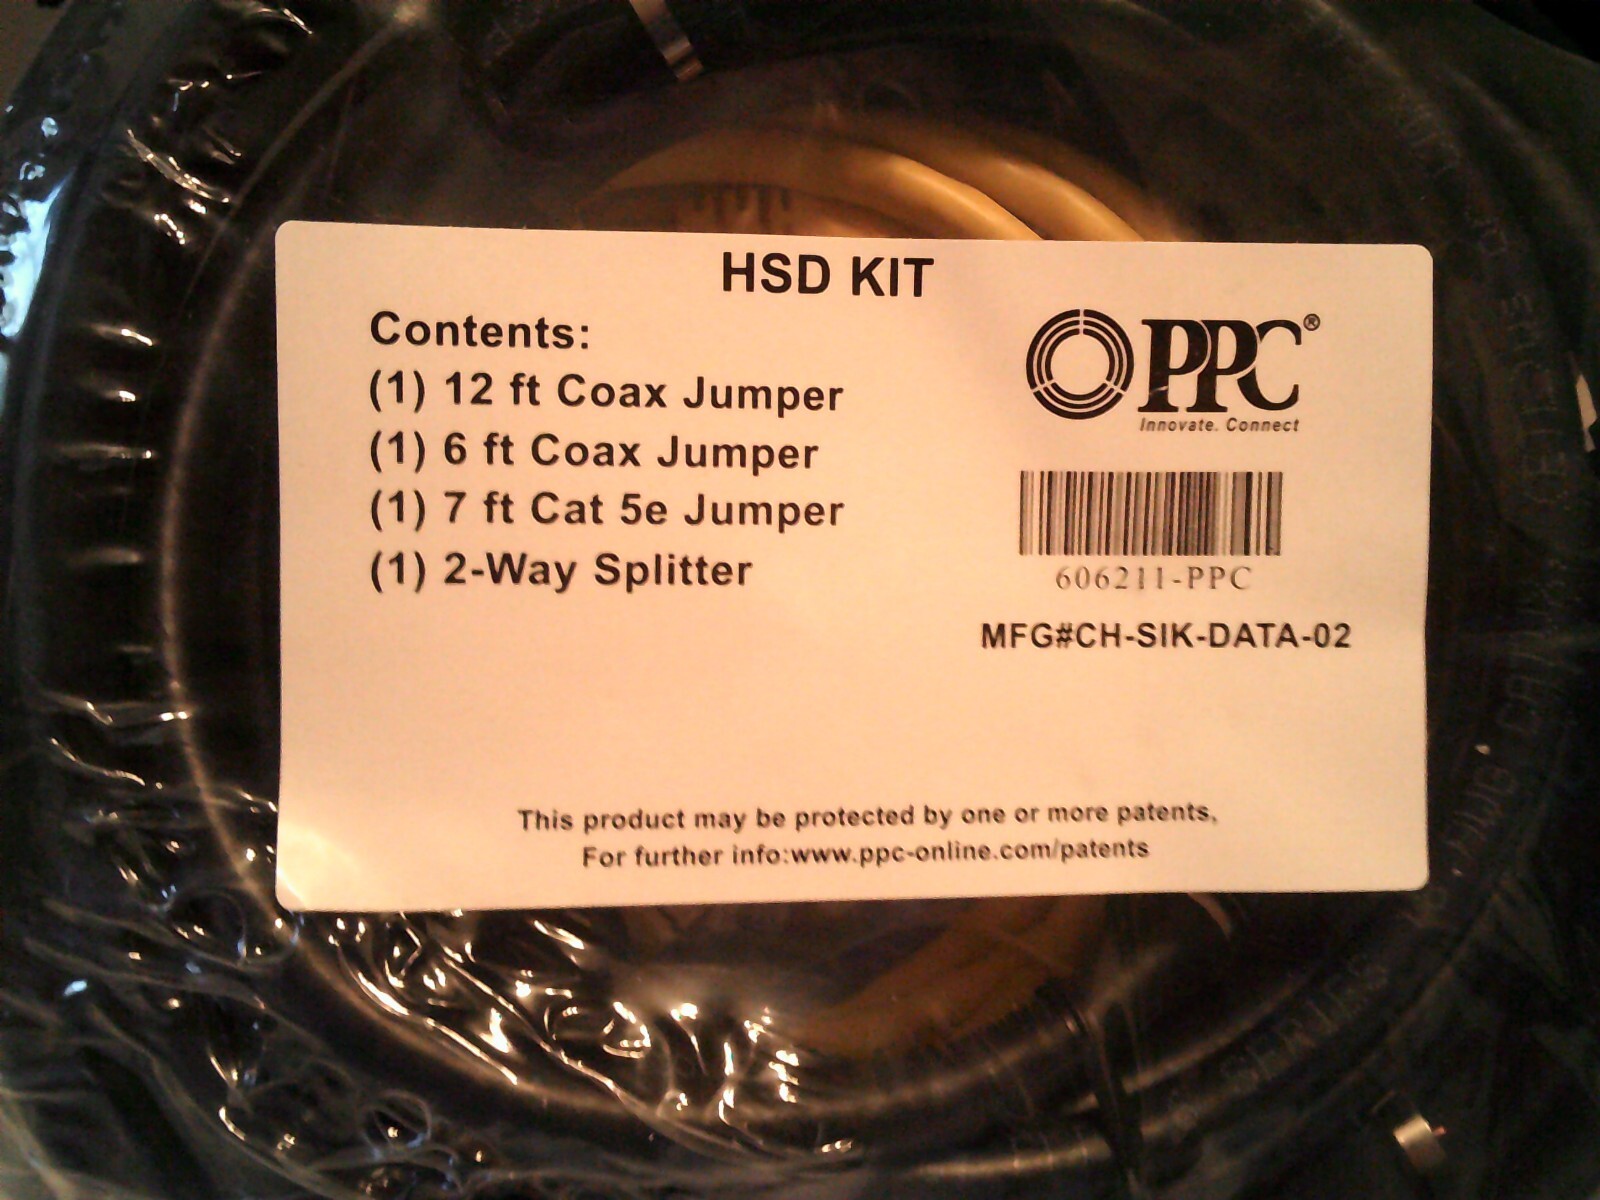 HSD KIT
Contents:
(1) 12 ft Coax Jumper
(1) 6 ft Coax Jumper
(1) 7 ft Cat 5e Jumper
(1) 2-Way Splitter
PPC®
Innovate. Connect
606211-PPC
MFG#CH-SIK-DATA-02
This product may be protected by one or more patents,
For further info:www.ppc-online.com/patents
SERIES